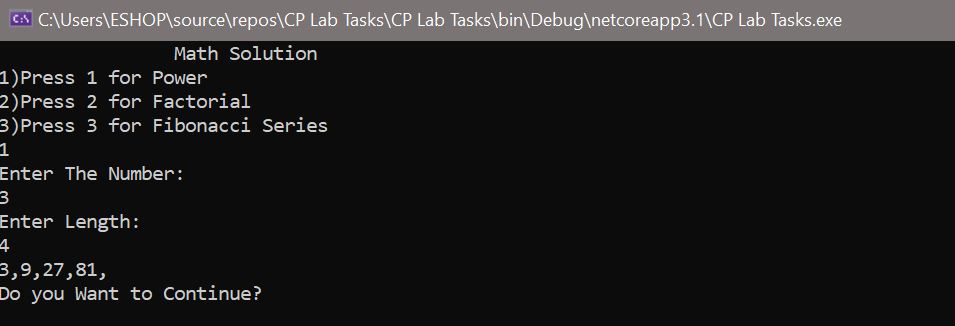 C:\Users\ESHOP\source\repos\CP Lab Tasks\CP Lab Tasks\bin\Debug\netcoreapp3.1\CP Lab Tasks.exe
Math Solution
1)Press 1 for Power
2)Press 2 for Factorial
3)Press 3 for Fibonacci Series
1
Enter The Number:
3
Enter Length:
4
3,9,27,81,
Do you Want to Continue?